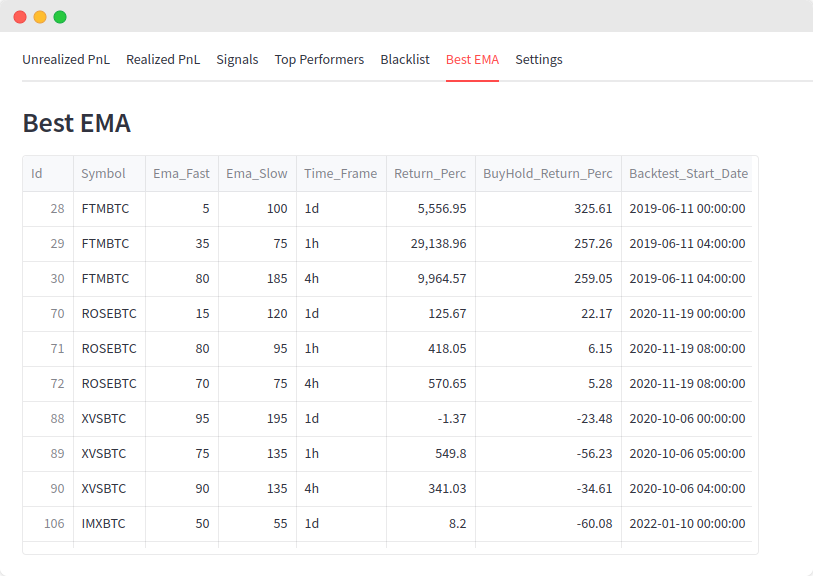 Unrealized PnL Realized PnL Signals Top Performers Blacklist Best EMA Settings
Best EMA
Id Symbol Ema_Fast Ema_Slow Time_Frame Return_Perc BuyHold_Return_Perc Backtest_Start_Date
28 FTMBTC 5 100 1d 5,556.95 325.61 2019-06-11 00:00:00
29 FTMBTC 35 75 1h 29,138.96 257.26 2019-06-11 04:00:00
30 FTMBTC 80 185 4h 9,964.57 259.05 2019-06-11 04:00:00
70 ROSEBTC 15 120 1d 125.67 22.17 2020-11-19 00:00:00
71 ROSEBTC 80 95 1h 418.05 6.15 2020-11-19 08:00:00
72 ROSEBTC 70 75 4h 570.65 5.28 2020-11-19 08:00:00
88 XVSBTC 95 195 1d -1.37 -23.48 2020-10-06 00:00:00
89 XVSBTC 75 135 1h 549.8 -56.23 2020-10-06 05:00:00
90 XVSBTC 90 135 4h 341.03 -34.61 2020-10-06 04:00:00
106 IMXBTC 50 55 1d 8.2 -60.08 2022-01-10 00:00:00